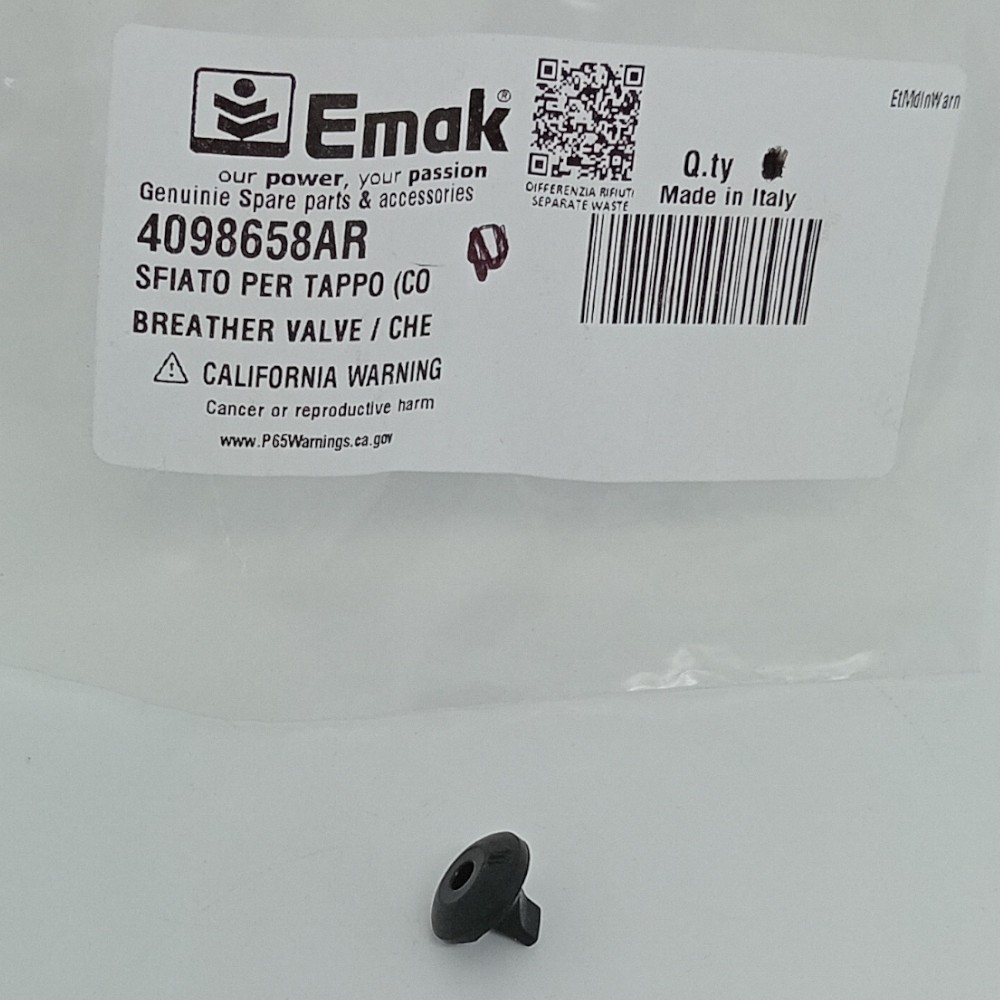 Emak®
our power, your passion
Genuinie Spare parts & accessories
4098658AR
SFIATO PER TAPPO (CO
BREATHER VALVE / CHE
CALIFORNIA WARNING
Cancer or reproductive harm
www.P65Warnings.ca.gov
DIFFERENZIA RIFIUTI
SEPARATE WASTE
Q.ty
Made in Italy
EtMdInWarn